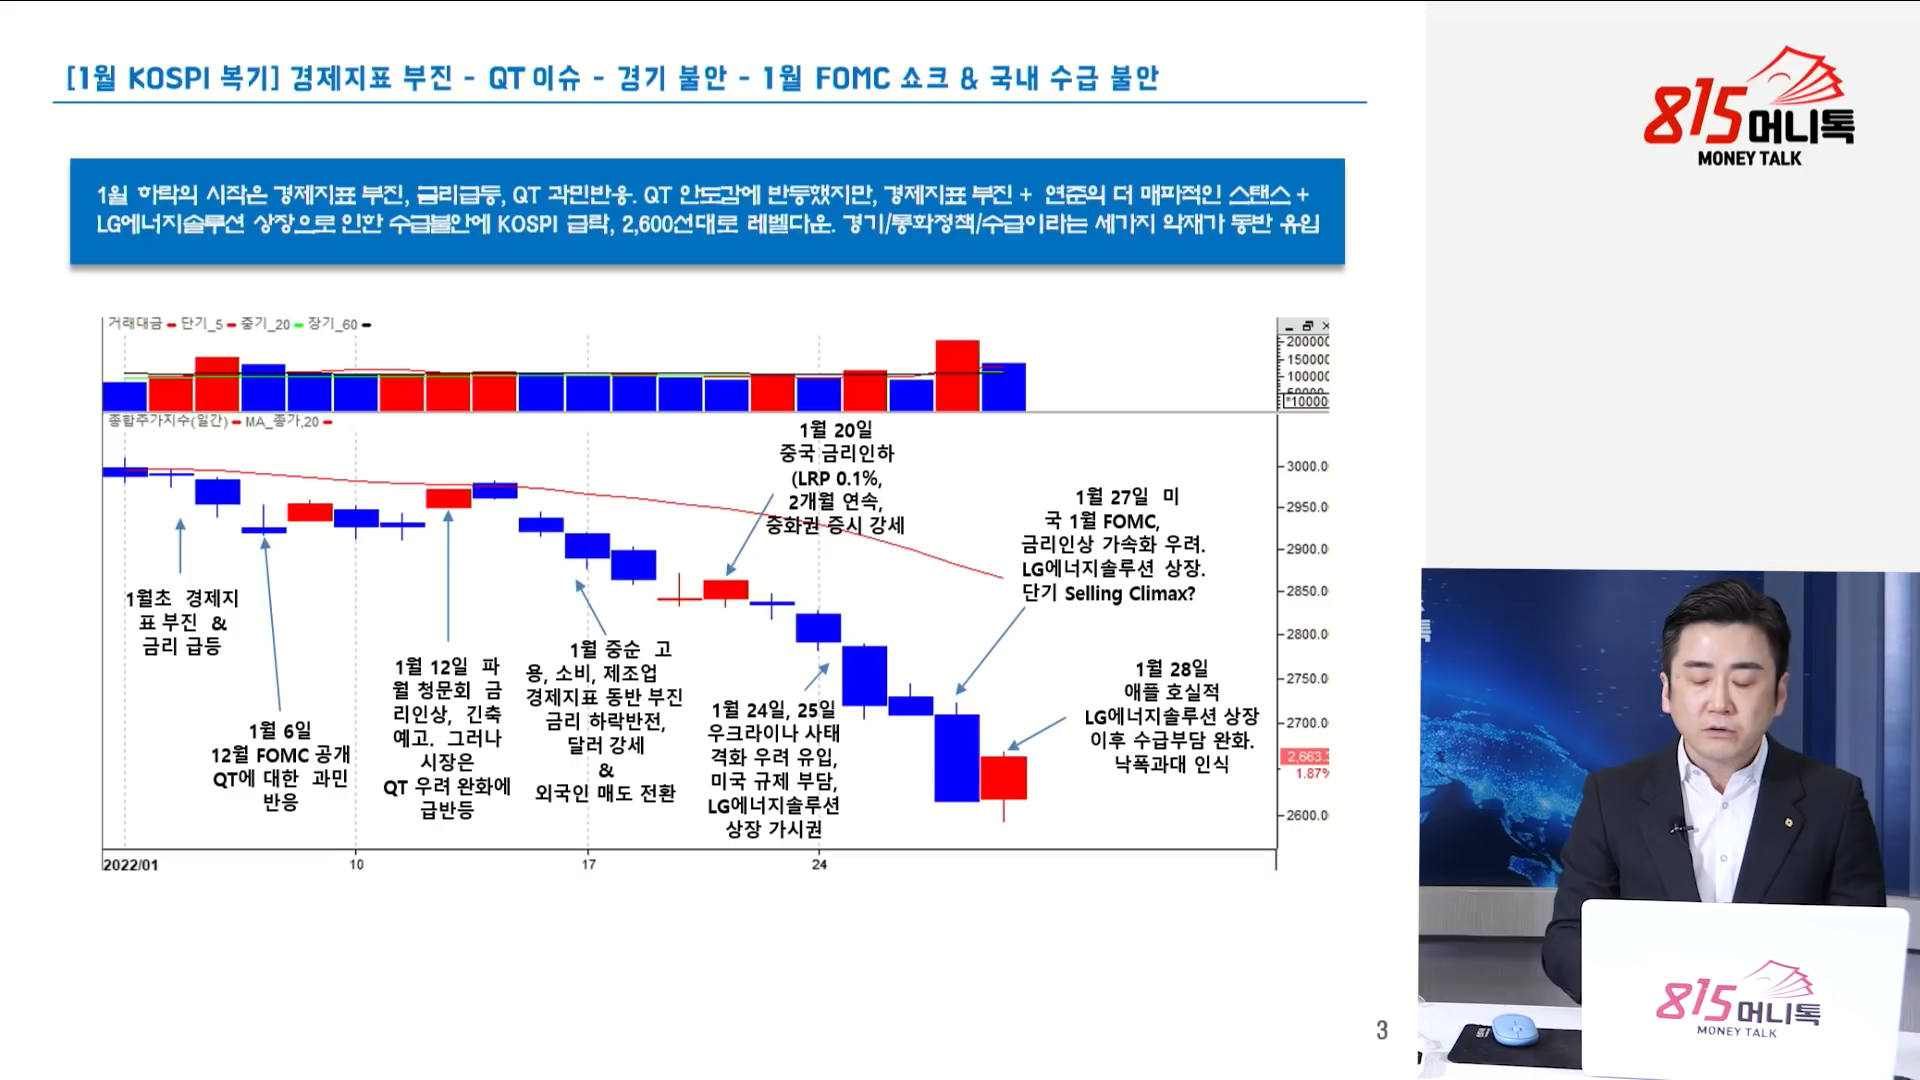 [1월 KOSPI 복기] 경제지표 부진 - QT 이슈 - 경기 불안 - 1월 FOMC 쇼크 & 국내 수급 불안
815 머니톡
MONEY TALK
1월 하락의 시작은 경제지표 부진, 금리급등, QT 과민반응. QT 안도감에 반등했지만, 경제지표 부진 + 연준의 더 매파적인 스탠스 +
LG에너지솔루션 상장으로 인한 수급불안에 KOSPI 급락, 2,600선대로 레벨다운. 경기/통화정책/수급이라는 세가지 악재가 동반 유입
거래대금 단기_5 중기_20 장기_60
200000
150000
100000
50000
*10000
종합주가지수(일간) MA_종가,20
3000.0
2950.0
2900.0
2850.0
2800.0
2750.0
2700.0
2,663.
1.87%
2600.0
1월초 경제지
표 부진 &
금리 급등
1월 6일
12월 FOMC 공개
QT에 대한 과민
반응
1월 12일 파
월 청문회 금
리인상, 긴축
예고. 그러나
시장은
QT 우려 완화에
급반등
1월 중순 고
용, 소비, 제조업
경제지표 동반 부진
금리 하락반전,
달러 강세
&
외국인 매도 전환
1월 20일
중국 금리인하
(LRP 0.1%,
2개월 연속,
중화권 증시 강세
1월 24일, 25일
우크라이나 사태
격화 우려 유입,
미국 규제 부담,
LG에너지솔루션
상장 가시권
1월 27일 미
국 1월 FOMC,
금리인상 가속화 우려.
LG에너지솔루션 상장.
단기 Selling Climax?
1월 28일
애플 호실적
LG에너지솔루션 상장
이후 수급부담 완화.
낙폭과대 인식
2022/01 10 17 24
3
815 머니톡
MONEY TALK